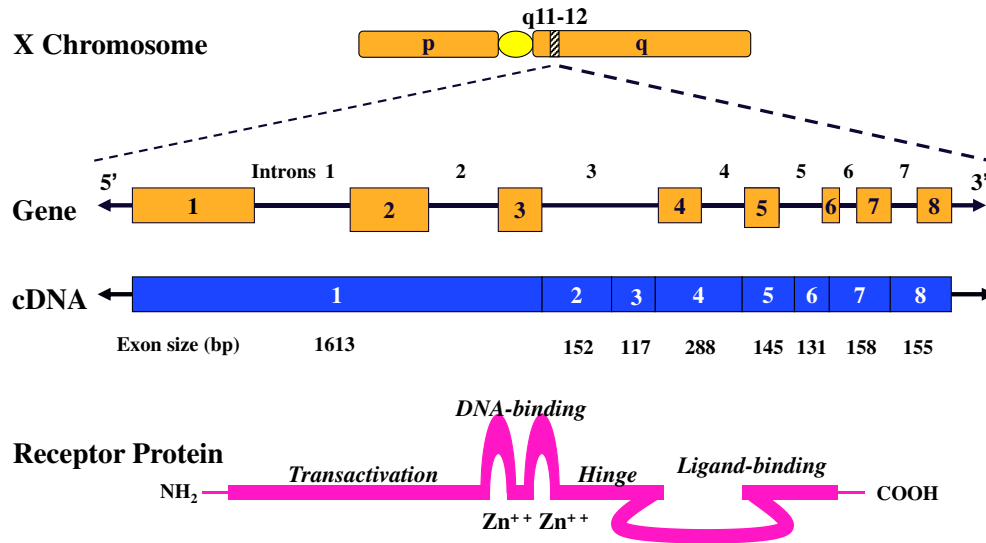 q11-12
X Chromosome p q
Introns 1 2 3 4 5 6 7
5’ 3’
Gene 1 2 3 4 5 6 7 8
cDNA 1 2 3 4 5 6 7 8
Exon size (bp) 1613 152 117 288 145 131 158 155
DNA-binding
Receptor Protein
Transactivation Hinge Ligand-binding
NH2 COOH
Zn++ Zn++